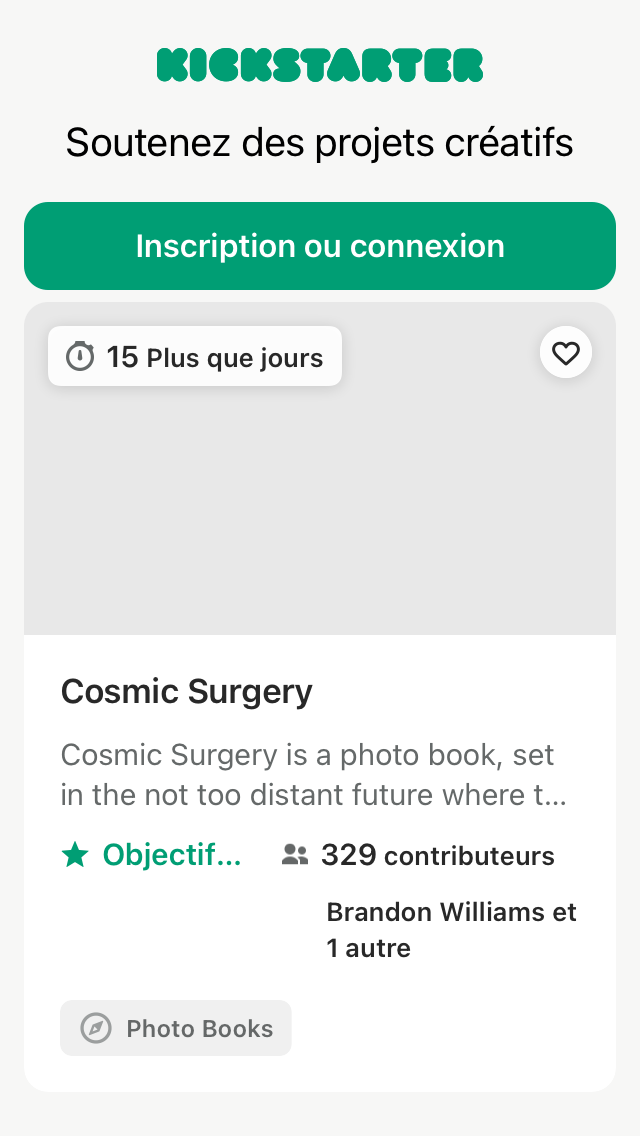 KICKSTARTER
Soutenez des projets créatifs
Inscription ou connexion
15 Plus que jours
Cosmic Surgery
Cosmic Surgery is a photo book, set
in the not too distant future where t...
Objectif...
329 contributeurs
Brandon Williams et
1 autre
Photo Books